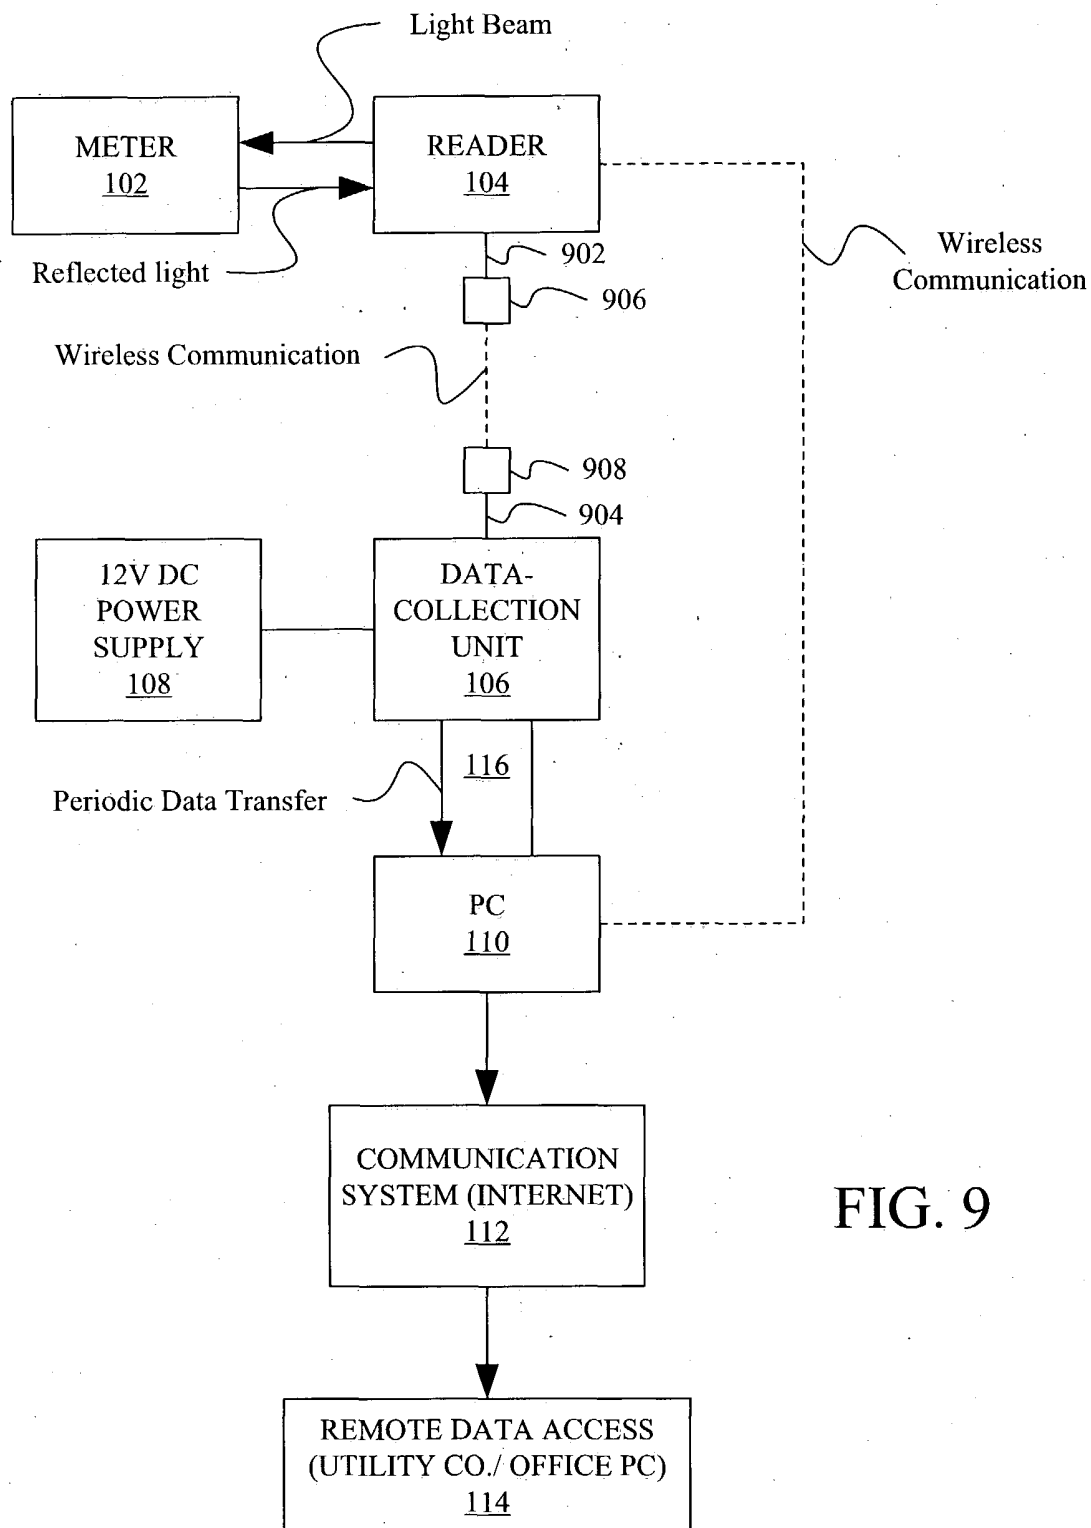 Light Beam
METER
102
READER
104
Reflected light
902
906
Wireless
Communication
Wireless Communication
908
904
12V DC
POWER
SUPPLY
108
DATA-
COLLECTION
UNIT
106
116
Periodic Data Transfer
PC
110
COMMUNICATION
SYSTEM (INTERNET)
112
FIG. 9
REMOTE DATA ACCESS
(UTILITY CO./ OFFICE PC)
114